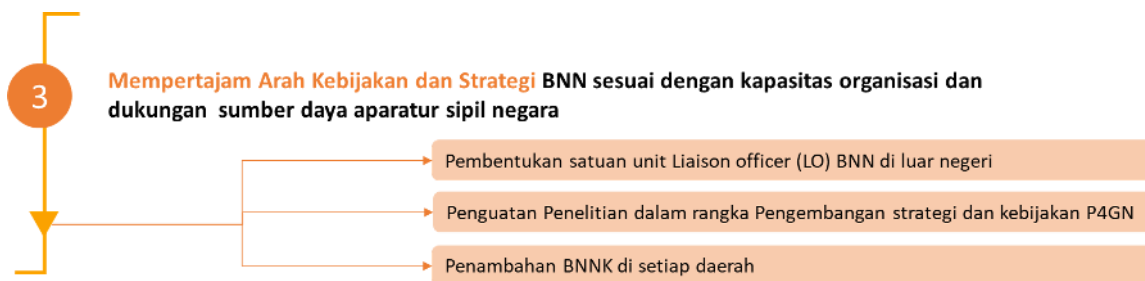 3
Mempertajam Arah Kebijakan dan Strategi BNN sesuai dengan kapasitas organisasi dan
dukungan sumber daya aparatur sipil negara
Pembentukan satuan unit Liaison officer (LO) BNN di luar negeri
Penguatan Penelitian dalam rangka Pengembangan strategi dan kebijakan P4GN
Penambahan BNNK di setiap daerah